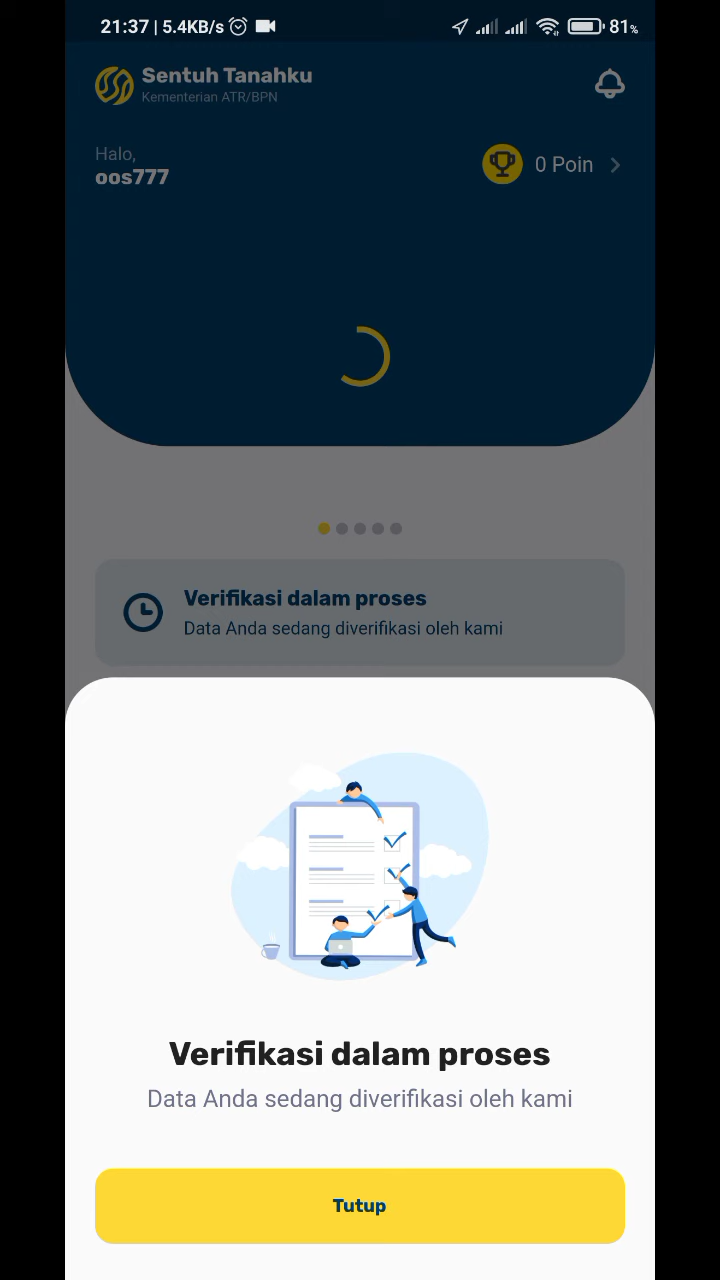 21:37 | 5.4KB/s 81%
Sentuh Tanahku
Kementerian ATR/BPN
Halo,
oos777
0 Poin
Verifikasi dalam proses
Data Anda sedang diverifikasi oleh kami
Verifikasi dalam proses
Data Anda sedang diverifikasi oleh kami
Tutup